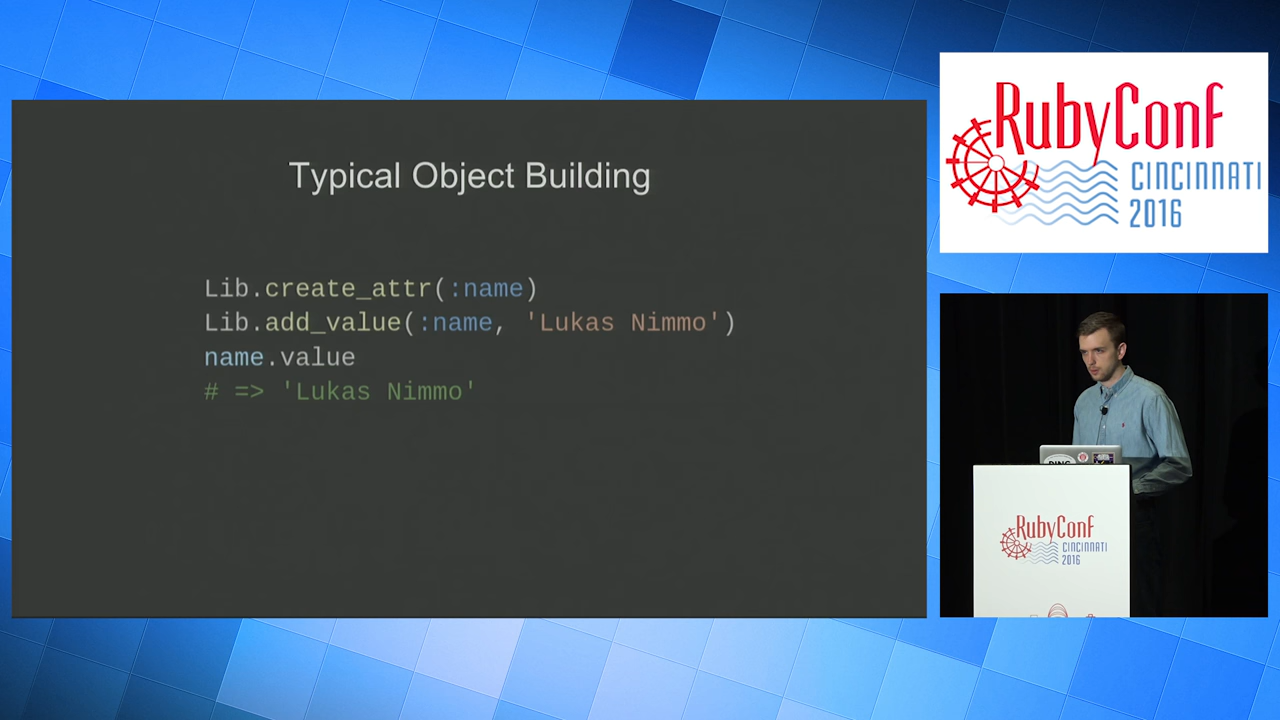 Typical Object Building
Lib.create_attr(:name)
Lib.add_value(:name, 'Lukas Nimmo')
name.value
# => 'Lukas Nimmo'
RubyConf
CINCINNATI
2016
RubyConf
CINCINNATI
2016